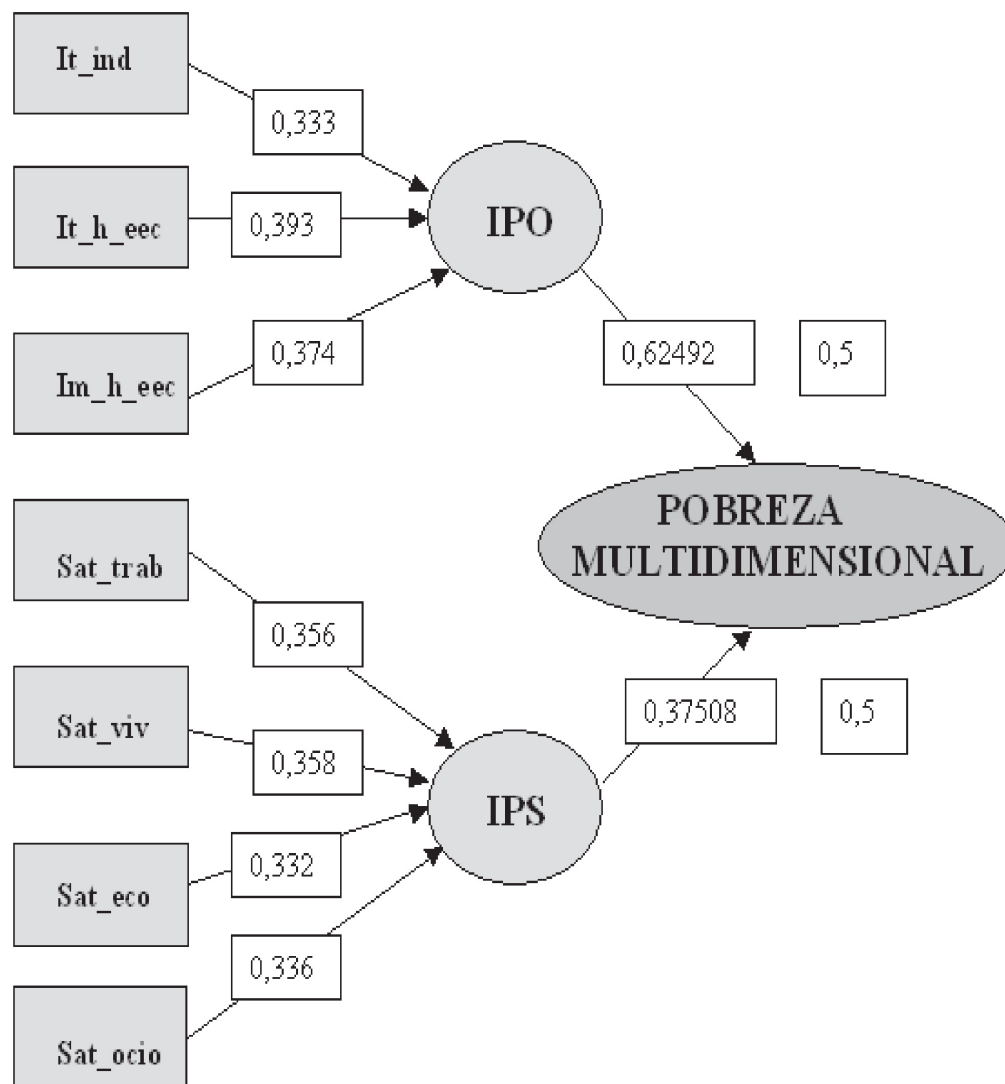 It_ind
0,333
It_h_eec
0,393
IPO
Im_h_eec
0,374
0,62492
0,5
POBREZA
MULTIDIMENSIONAL
Sat_trab
0,356
Sat_viv
0,358
0,37508
0,5
IPS
Sat_eco
0,332
0,336
Sat_ocio